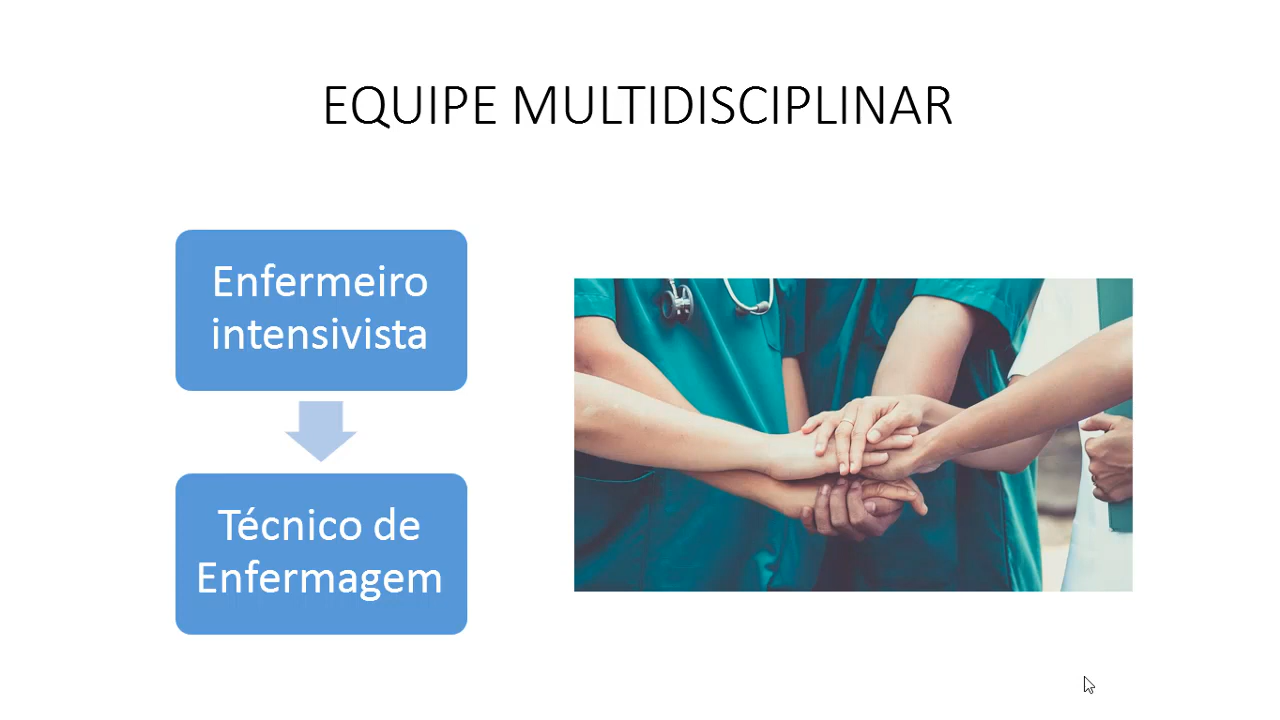 EQUIPE MULTIDISCIPLINAR
Enfermeiro
intensivista
Técnico de
Enfermagem